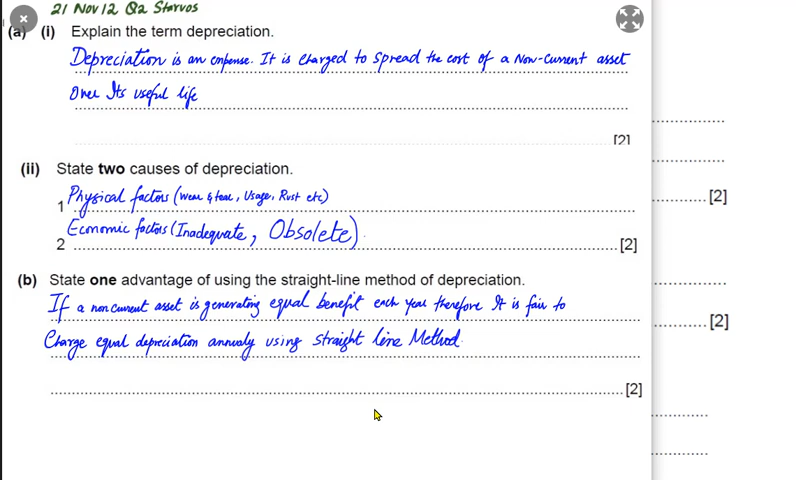 21 Nov 12 Q2 Starvos
(a) (i) Explain the term depreciation.
Depreciation is an expense. It is charged to spread the cost of a Non-current asset
Over Its useful life
[2]
(ii) State two causes of depreciation.
1 Physical factors (Wear & tear, Usage, Rust etc)
[2]
2 Economic factors (Inadequate, Obsolete) [2]
(b) State one advantage of using the straight-line method of depreciation.
If a non current asset is generating equal benefit each year therefore It is fair to
[2]
Charge equal depreciation annualy using straight line Method.
[2]